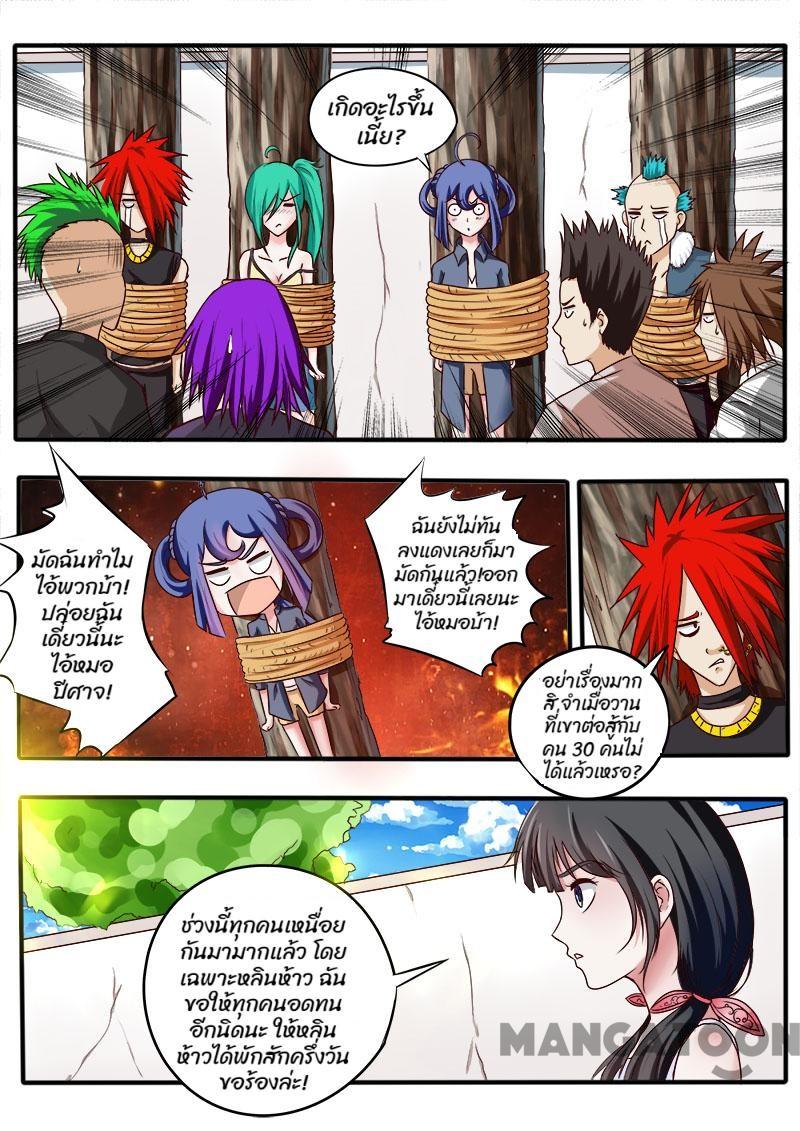 เกิดอะไรขึ้น
เนี้ย?
มัดฉันทำไม
ไอ้พวกบ้า!
ปล่อยฉัน
เดี๋ยวนี้นะ
ไอ้หมอ
ปีศาจ!
ฉันยังไม่ทัน
ลงแดงเลยก็มา
มัดกันแล้ว!ออก
มาเดี๋ยวนี้เลยนะ
ไอ้หมอบ้า!
อย่าเรื่องมาก
สิ จำเมื่อวาน
ที่เขาต่อสู้กับ
คน 30 คนไม่
ได้แล้วเหรอ?
ช่วงนี้ทุกคนเหนื่อย
กันมามากแล้ว โดย
เฉพาะหลินห้าว ฉัน
ขอให้ทุกคนอดทน
อีกนิดนะ ให้หลิน
ห้าวได้พักสักครึ่งวัน
ขอร้องล่ะ!
MANGATOON